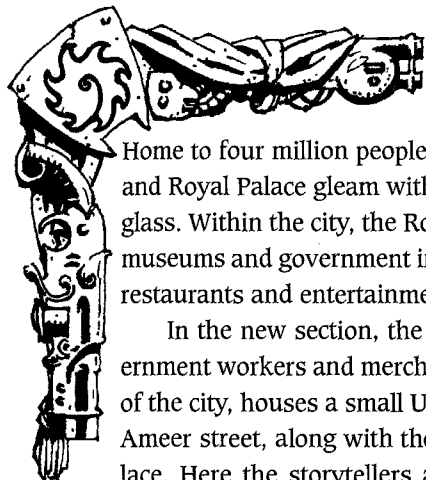 Home to four million people
and Royal Palace gleam with
glass. Within the city, the Ro
museums and government i
restaurants and entertainme
In the new section, the
ernment workers and merch
of the city, houses a small U
Ameer street, along with the
lace. Here the storytellers a